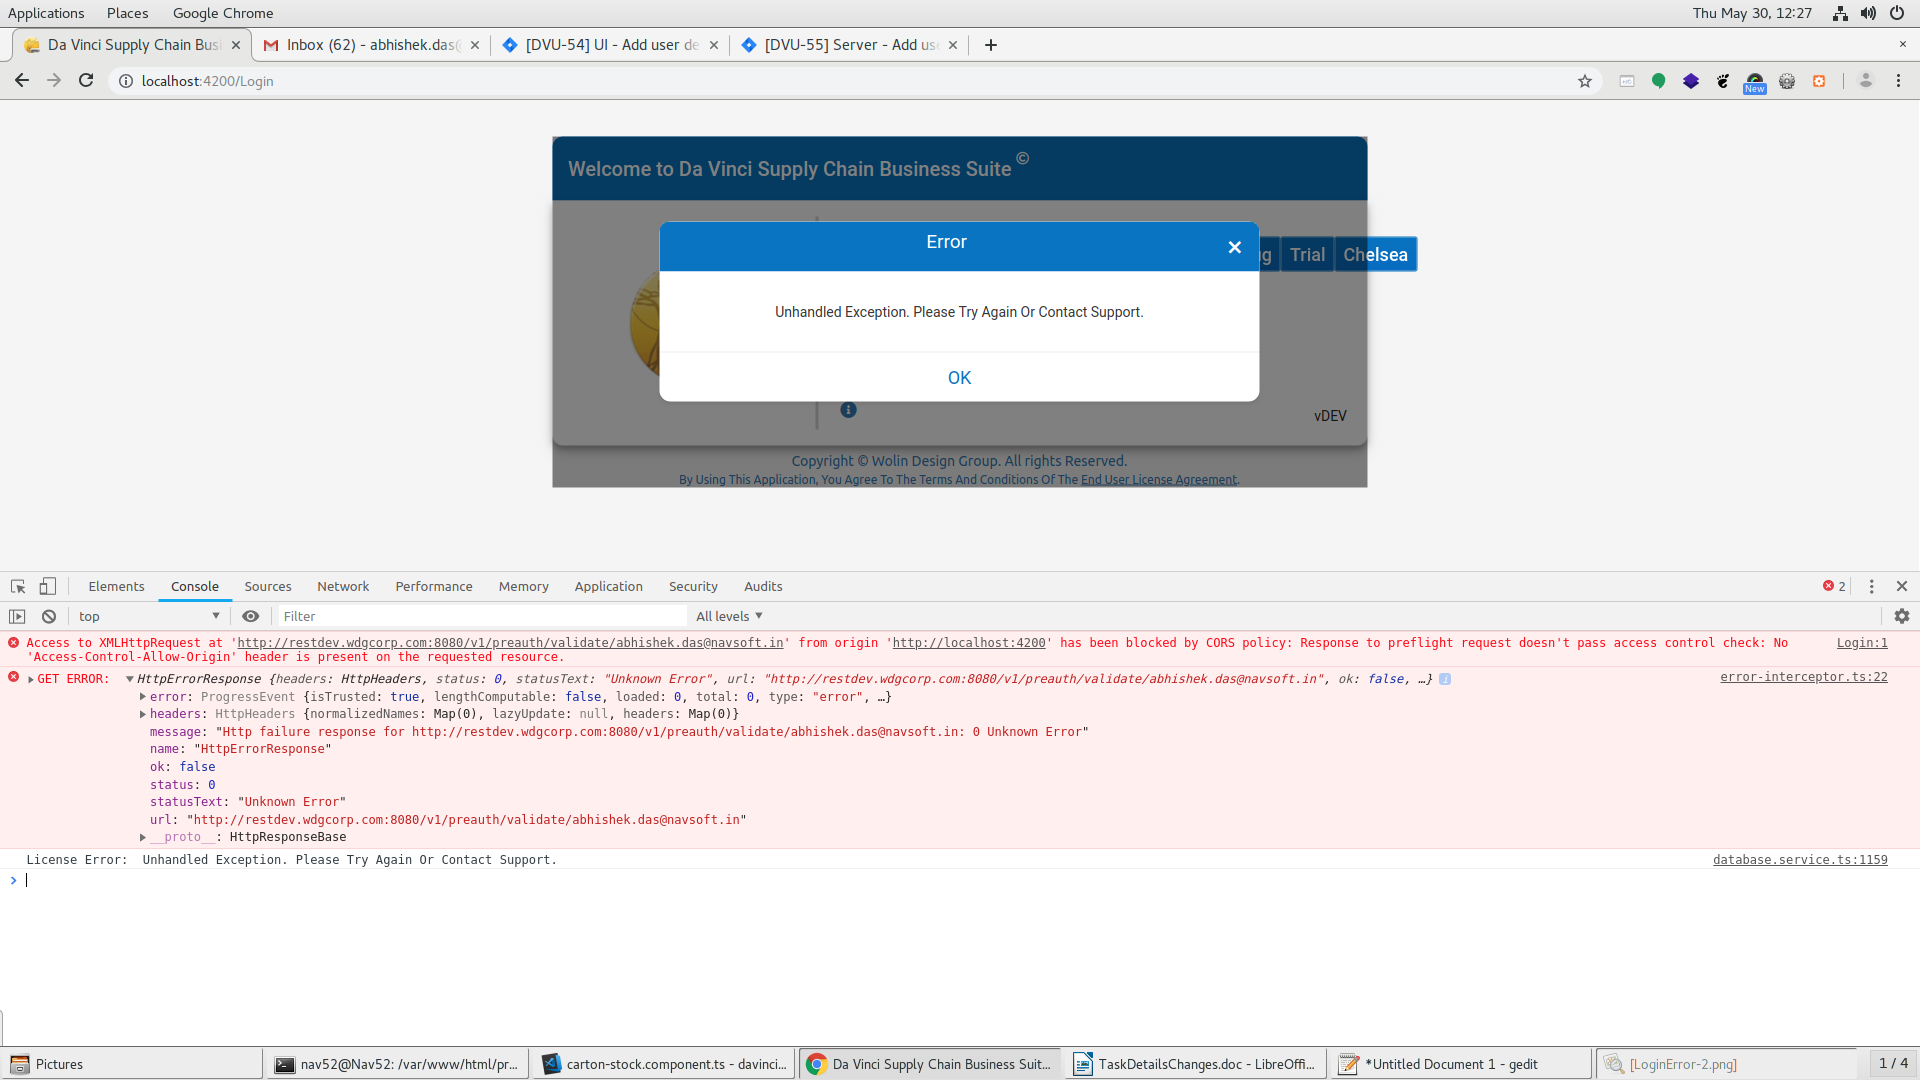 Applications Places Google Chrome Thu May 30, 12:27
Da Vinci Supply Chain Busi Inbox (62) - abhishek.das@ [DVU-54] UI - Add user de [DVU-55] Server - Add use
localhost:4200/Login
New
Welcome to Da Vinci Supply Chain Business Suite ©
Error
ug Trial Chelsea
Unhandled Exception. Please Try Again Or Contact Support.
OK
vDEV
Copyright © Wolin Design Group. All rights Reserved.
By Using This Application, You Agree To The Terms And Conditions Of The End User License Agreement.
Elements Console Sources Network Performance Memory Application Security Audits 2
top Filter All levels
Access to XMLHttpRequest at 'http://restdev.wdgcorp.com:8080/v1/preauth/validate/abhishek.das@navsoft.in' from origin 'http://localhost:4200' has been blocked by CORS policy: Response to preflight request doesn't pass access control check: No Login:1
'Access-Control-Allow-Origin' header is present on the requested resource.
GET ERROR: HttpErrorResponse {headers: HttpHeaders, status: 0, statusText: "Unknown Error", url: "http://restdev.wdgcorp.com:8080/v1/preauth/validate/abhishek.das@navsoft.in", ok: false, …} error-interceptor.ts:22
error: ProgressEvent {isTrusted: true, lengthComputable: false, loaded: 0, total: 0, type: "error", …}
headers: HttpHeaders {normalizedNames: Map(0), lazyUpdate: null, headers: Map(0)}
message: "Http failure response for http://restdev.wdgcorp.com:8080/v1/preauth/validate/abhishek.das@navsoft.in: 0 Unknown Error"
name: "HttpErrorResponse"
ok: false
status: 0
statusText: "Unknown Error"
url: "http://restdev.wdgcorp.com:8080/v1/preauth/validate/abhishek.das@navsoft.in"
__proto__: HttpResponseBase
License Error: Unhandled Exception. Please Try Again Or Contact Support. database.service.ts:1159
Pictures nav52@Nav52: /var/www/html/pr... carton-stock.component.ts - davinci... Da Vinci Supply Chain Business Suit... TaskDetailsChanges.doc - LibreOffi... *Untitled Document 1 - gedit [LoginError-2.png] 1 / 4